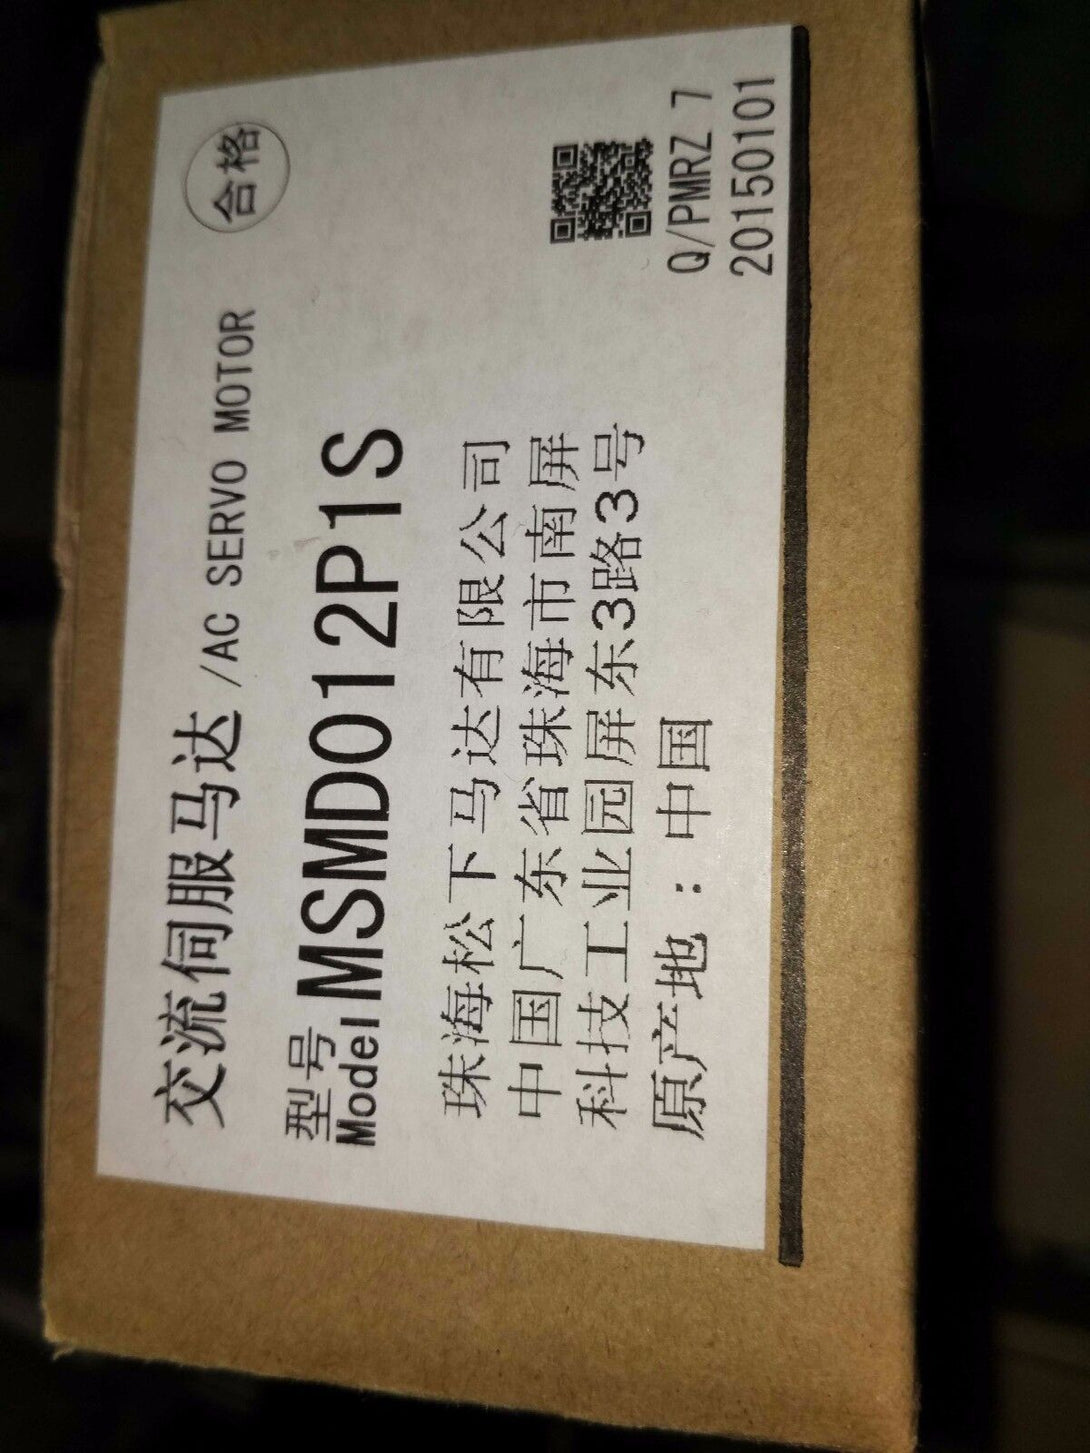 交流伺服马达/AC SERVO MOTOR
合格
型号
Model MSMD012P1S
珠海松下马达有限公司
中国广东省珠海市南屏
科技工业园屏东3路3号
原产地：中国
Q/PMRZ 7
20150101